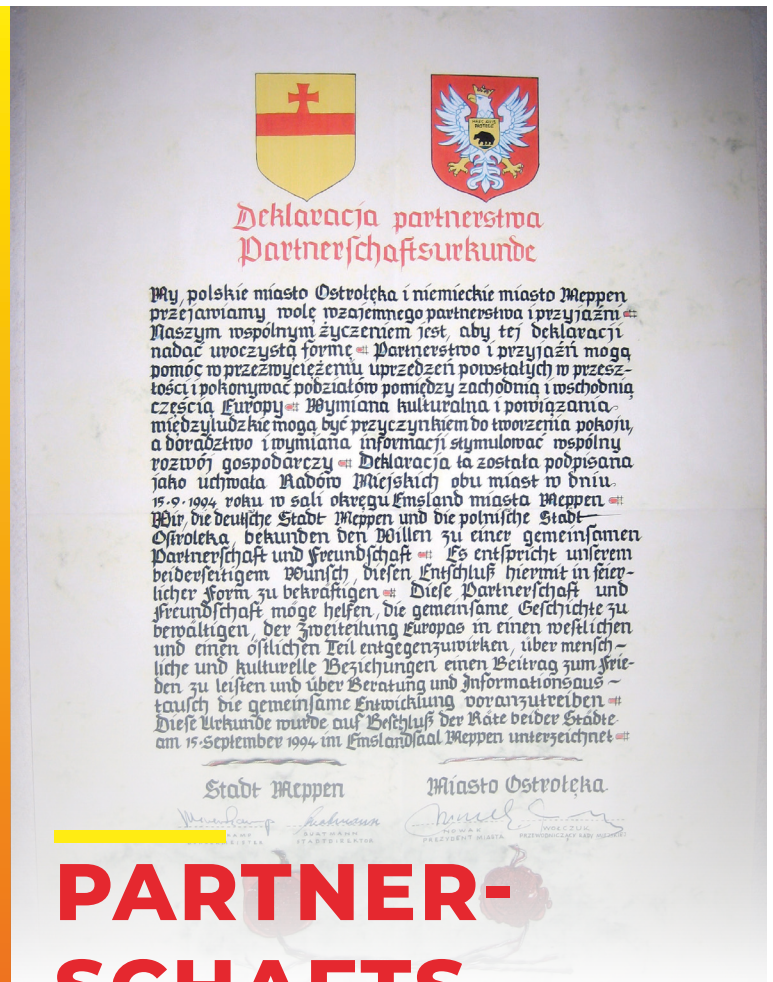 Deklaracja partnerstwa
Partnerschaftsurkunde
My, polskie miasto Ostrołęka i niemieckie miasto Meppen
przejawiamy wolę wzajemnego partnerstwa i przyjaźni
Naszym wspólnym życzeniem jest, aby tej deklaracji
nadać uroczystą formę Partnerstwo i przyjaźń mogą
pomóc w przezwyciężeniu uprzedzeń powstałych w przesz-
łości i pokonywać podziałów pomiędzy zachodnią i wschodnią
częścią Europy Wymiana kulturalna i powiązania
międzyludzkie mogą być przyczynkiem do tworzenia pokoju,
a doradztwo i wymiana informacji stymulować wspólny
rozwój gospodarczy Deklaracja ta została podpisana
jako uchwała Radów Miejskich obu miast w dniu
15.9.1994 roku w sali okręgu Emsland miasta Meppen
Wir, die deutsche Stadt Meppen und die polnische Stadt
Ostrołęka, bekunden den Willen zu einer gemeinsamen
Partnerschaft und Freundschaft Es entspricht unserem
beiderseitigem Wunsch, diesen Entschluß hiermit in feier-
licher Form zu bekräftigen Diese Partnerschaft und
Freundschaft möge helfen, die gemeinsame Geschichte zu
bewältigen, der Zweiteilung Europas in einen westlichen
und einen östlichen Teil entgegenzuwirken, über mensch-
liche und kulturelle Beziehungen einen Beitrag zum Frie-
den zu leisten und über Beratung und Informationsaus-
tausch die gemeinsame Entwicklung voranzutreiben
Diese Urkunde wurde auf Beschluß der Räte beider Städte
am 15.September 1994 im Emslandsaal Meppen unterzeichnet
Stadt Meppen Miasto Ostrołęka
STADTDIREKTOR NOWAK
PREZYDENT MIASTA
PARTNER-
SCHAFTS